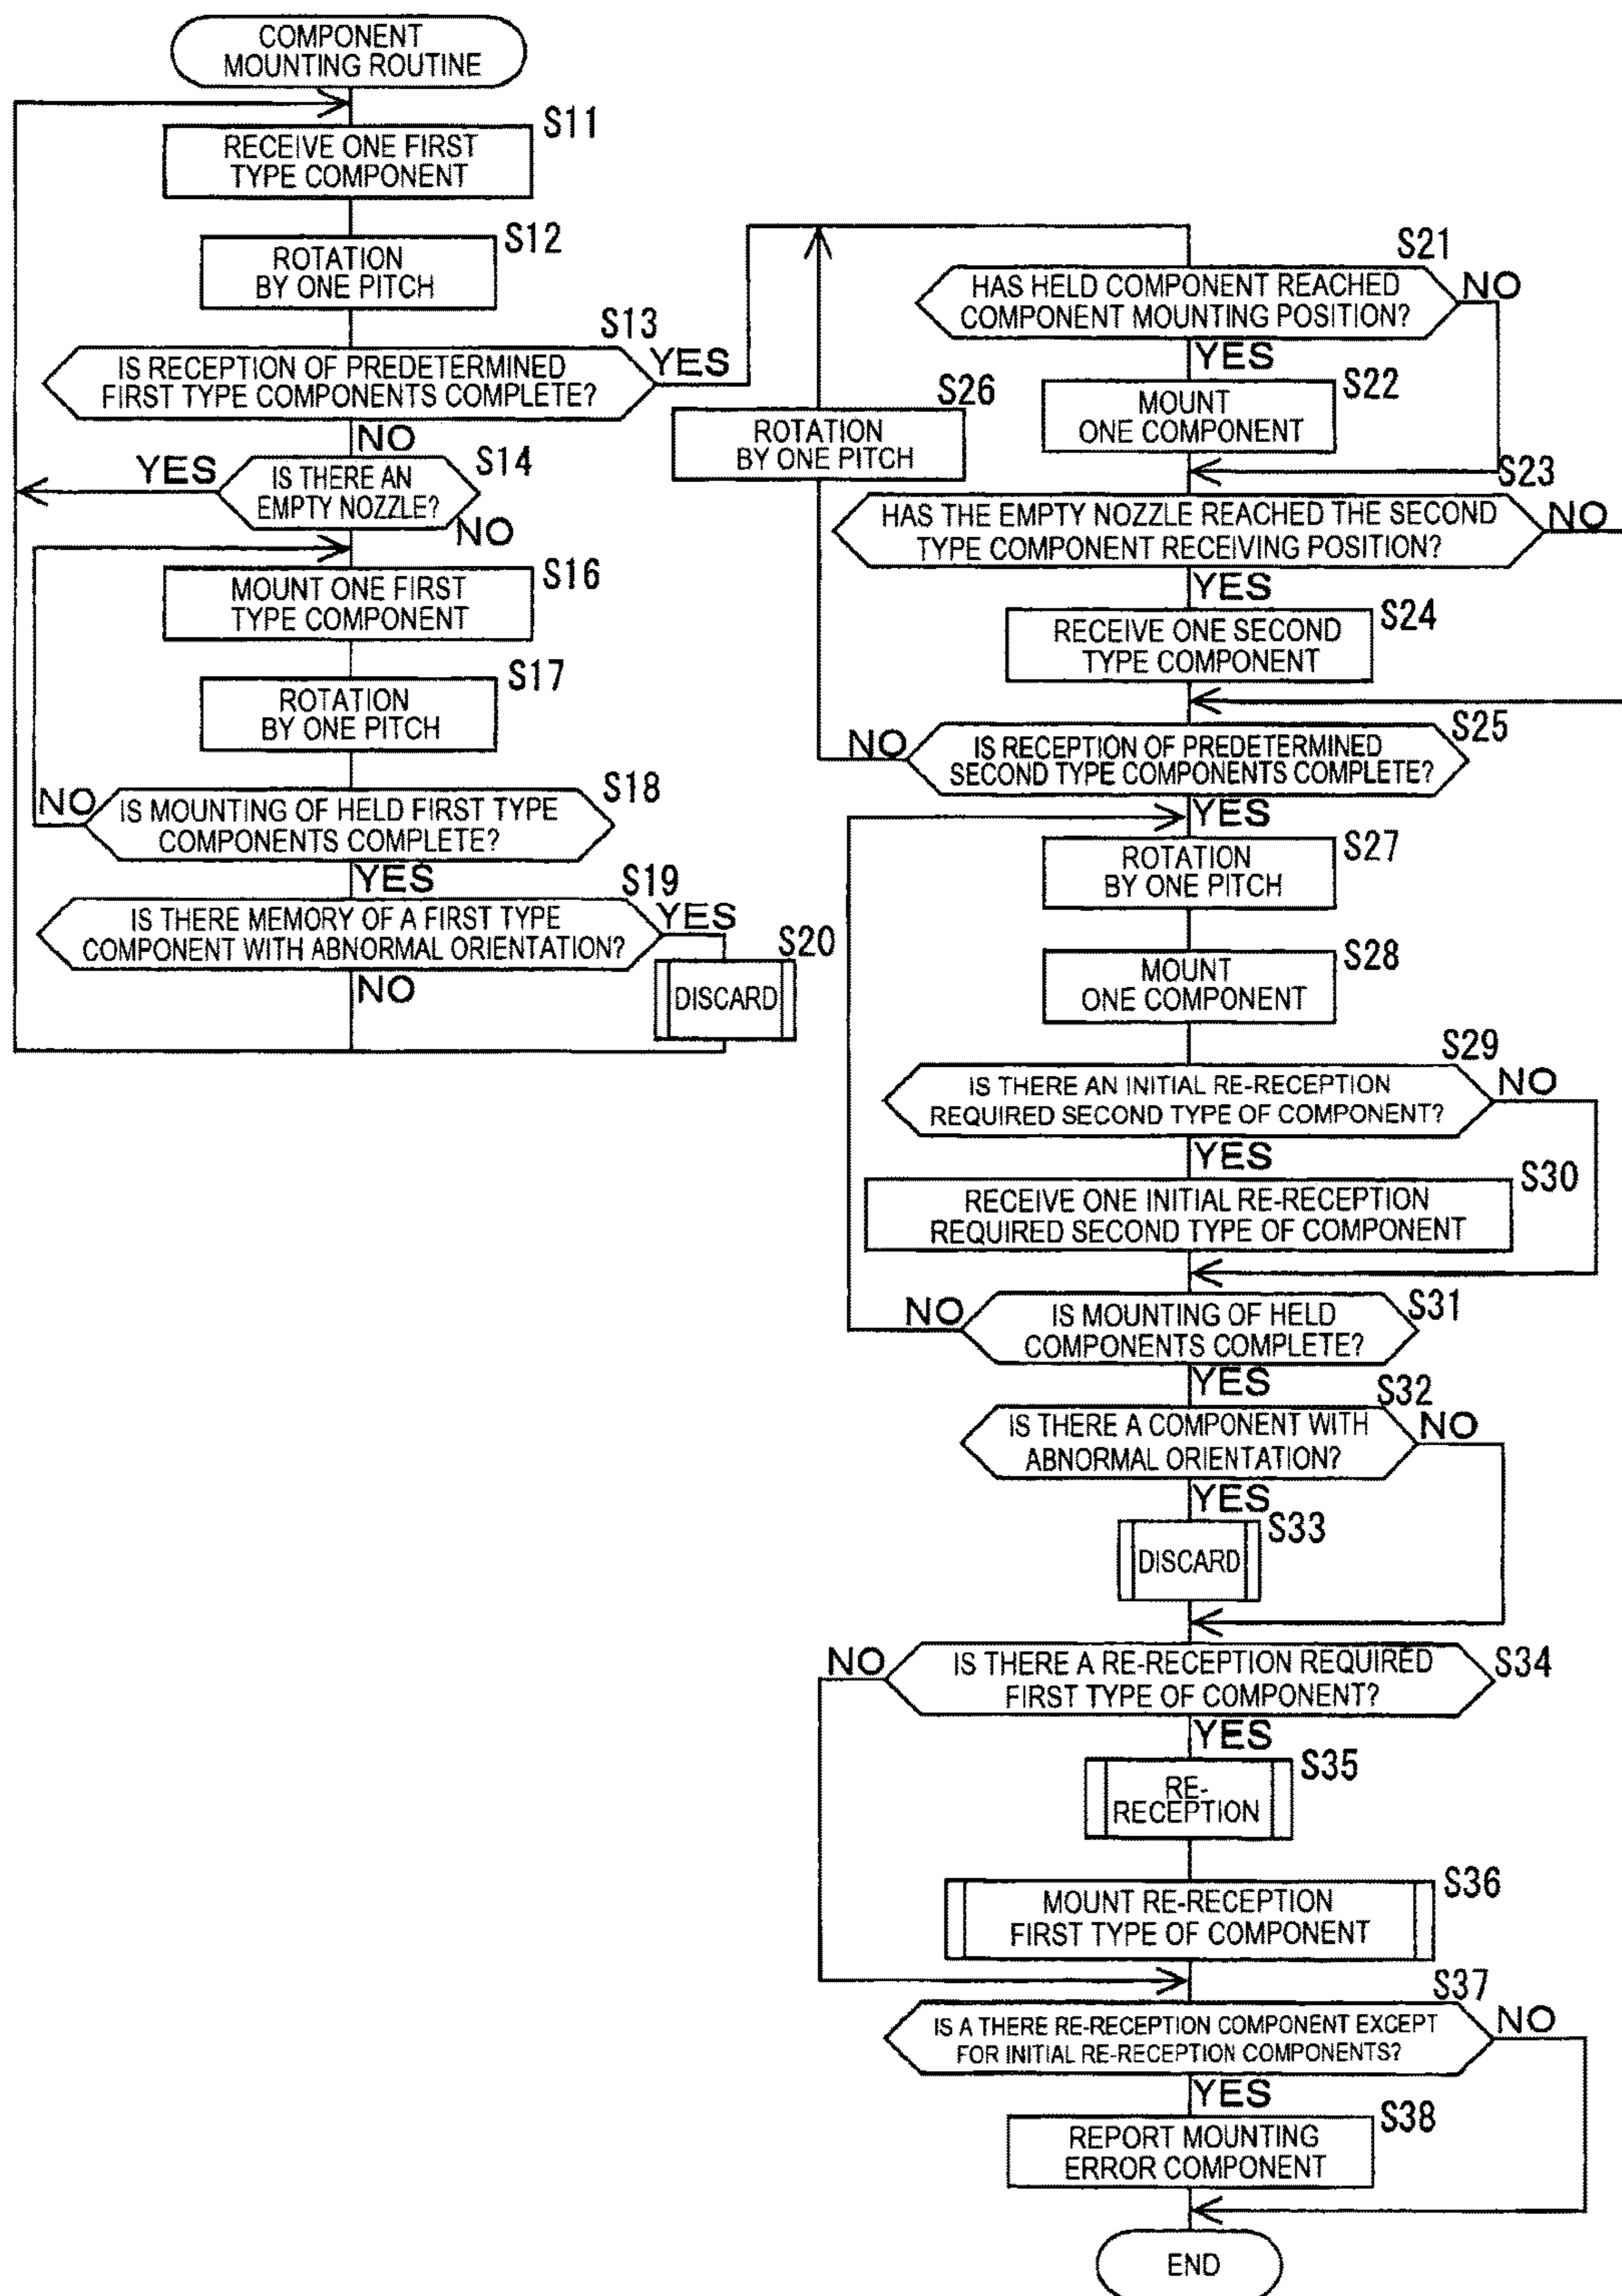 COMPONENT
MOUNTING ROUTINE
S11
RECEIVE ONE FIRST
TYPE COMPONENT
S12
ROTATION
BY ONE PITCH
S13
IS RECEPTION OF PREDETERMINED
FIRST TYPE COMPONENTS COMPLETE?
YES
NO
S14
YES
IS THERE AN
EMPTY NOZZLE?
NO
S16
MOUNT ONE FIRST
TYPE COMPONENT
S17
ROTATION
BY ONE PITCH
S18
NO
IS MOUNTING OF HELD FIRST TYPE
COMPONENTS COMPLETE?
YES
S19
IS THERE MEMORY OF A FIRST TYPE
COMPONENT WITH ABNORMAL ORIENTATION?
YES
NO
S20
DISCARD
S21
HAS HELD COMPONENT REACHED
COMPONENT MOUNTING POSITION?
NO
YES
S22
MOUNT
ONE COMPONENT
S26
ROTATION
BY ONE PITCH
S23
HAS THE EMPTY NOZZLE REACHED THE SECOND
TYPE COMPONENT RECEIVING POSITION?
NO
YES
S24
RECEIVE ONE SECOND
TYPE COMPONENT
S25
NO
IS RECEPTION OF PREDETERMINED
SECOND TYPE COMPONENTS COMPLETE?
YES
S27
ROTATION
BY ONE PITCH
S28
MOUNT
ONE COMPONENT
S29
IS THERE AN INITIAL RE-RECEPTION
REQUIRED SECOND TYPE OF COMPONENT?
NO
YES
S30
RECEIVE ONE INITIAL RE-RECEPTION
REQUIRED SECOND TYPE OF COMPONENT
S31
NO
IS MOUNTING OF HELD
COMPONENTS COMPLETE?
YES
S32
IS THERE A COMPONENT WITH
ABNORMAL ORIENTATION?
NO
YES
S33
DISCARD
S34
NO
IS THERE A RE-RECEPTION REQUIRED
FIRST TYPE OF COMPONENT?
YES
S35
RE-
RECEPTION
S36
MOUNT RE-RECEPTION
FIRST TYPE OF COMPONENT
S37
IS A THERE RE-RECEPTION COMPONENT EXCEPT
FOR INITIAL RE-RECEPTION COMPONENTS?
NO
YES
S38
REPORT MOUNTING
ERROR COMPONENT
END